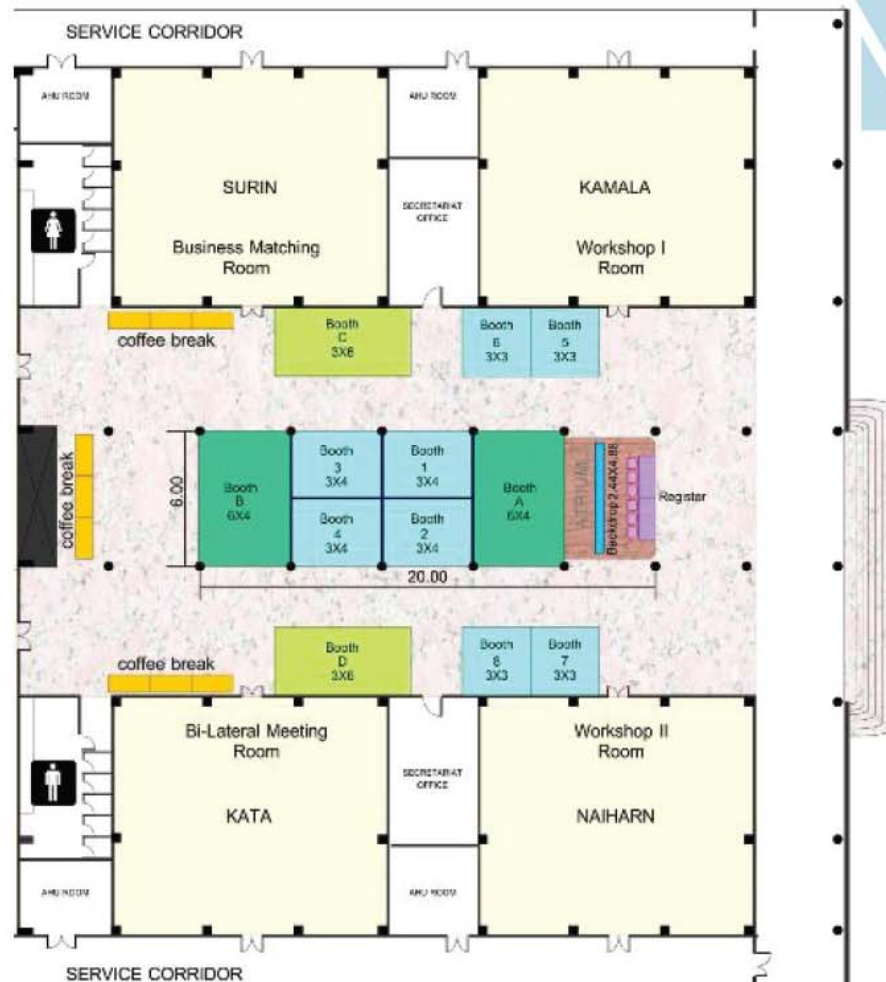 SERVICE CORRIDOR
AHU ROOM
AHU ROOM
SURIN
Business Matching
Room
SECRETARIAT
OFFICE
KAMALA
Workshop I
Room
coffee break
Booth
C
3X6
Booth
6
3X3
Booth
5
3X3
coffee break
6.00
Booth
B
6X4
Booth
3
3X4
Booth
1
3X4
Booth
4
3X4
Booth
2
3X4
Booth
A
6X4
ATRIUM
Backdrop 2.44X4.88
Register
20.00
coffee break
Booth
D
3X6
Booth
8
3X3
Booth
7
3X3
Bi-Lateral Meeting
Room
KATA
SECRETARIAT
OFFICE
Workshop II
Room
NAIHARN
AHU ROOM
AHU ROOM
SERVICE CORRIDOR